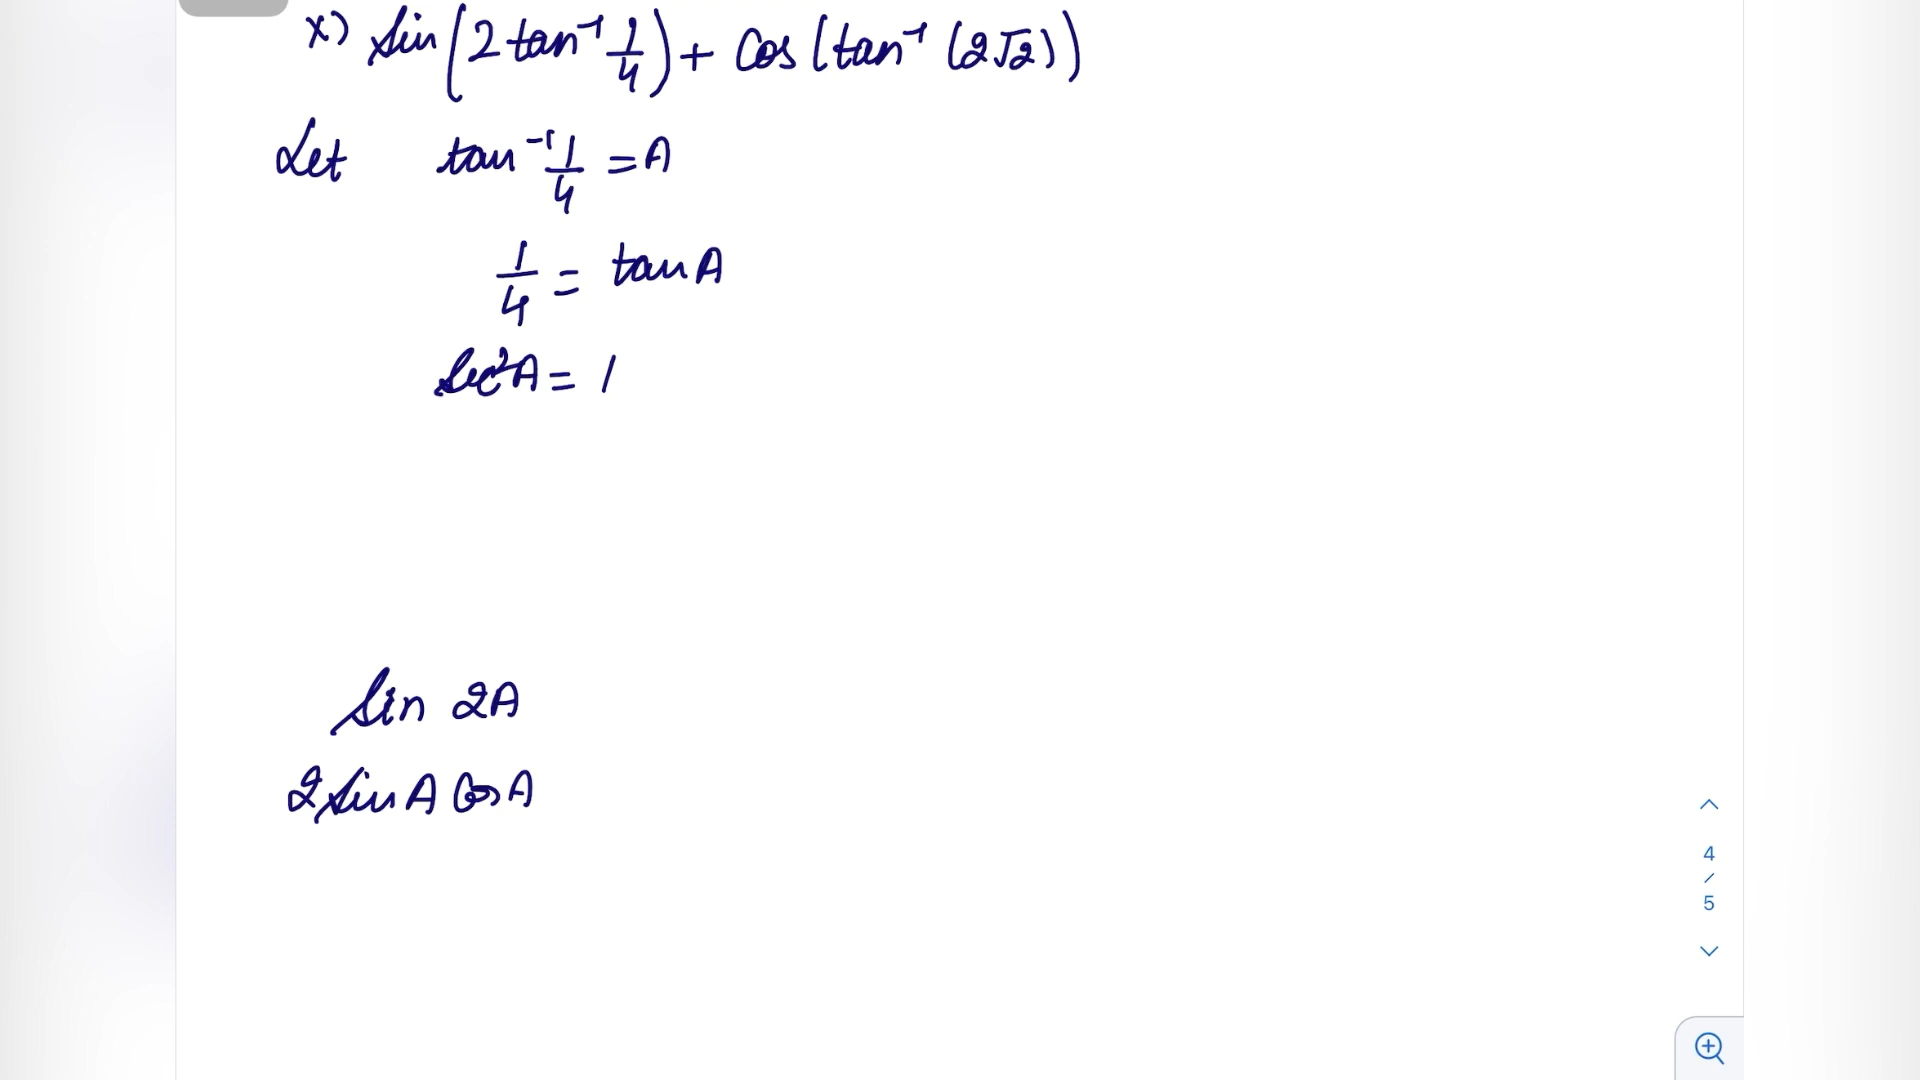 x) sin(2 tan⁻¹ 1/4) + Cos (tan⁻¹ (2√2))
Let tan⁻¹ 1/4 = A
1/4 = tan A
Sec²A = 1
Sin 2A
2 sin A Cos A
4
/
5